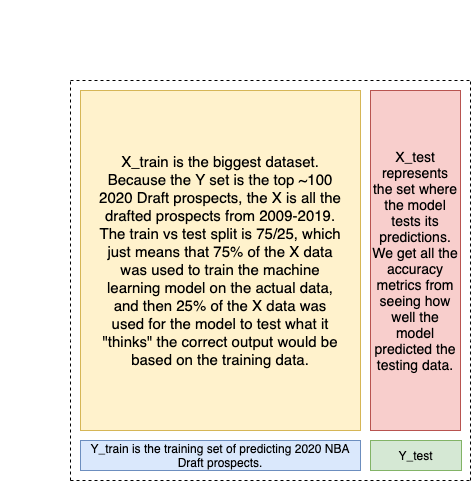 X_train is the biggest dataset.
Because the Y set is the top ~100
2020 Draft prospects, the X is all the
drafted prospects from 2009-2019.
The train vs test split is 75/25, which
just means that 75% of the X data
was used to train the machine
learning model on the actual data,
and then 25% of the X data was
used for the model to test what it
"thinks" the correct output would be
based on the training data.
X_test
represents
the set where
the model
tests its
predictions.
We get all the
accuracy
metrics from
seeing how
well the
model
predicted the
testing data.
Y_train is the training set of predicting 2020 NBA
Draft prospects.
Y_test